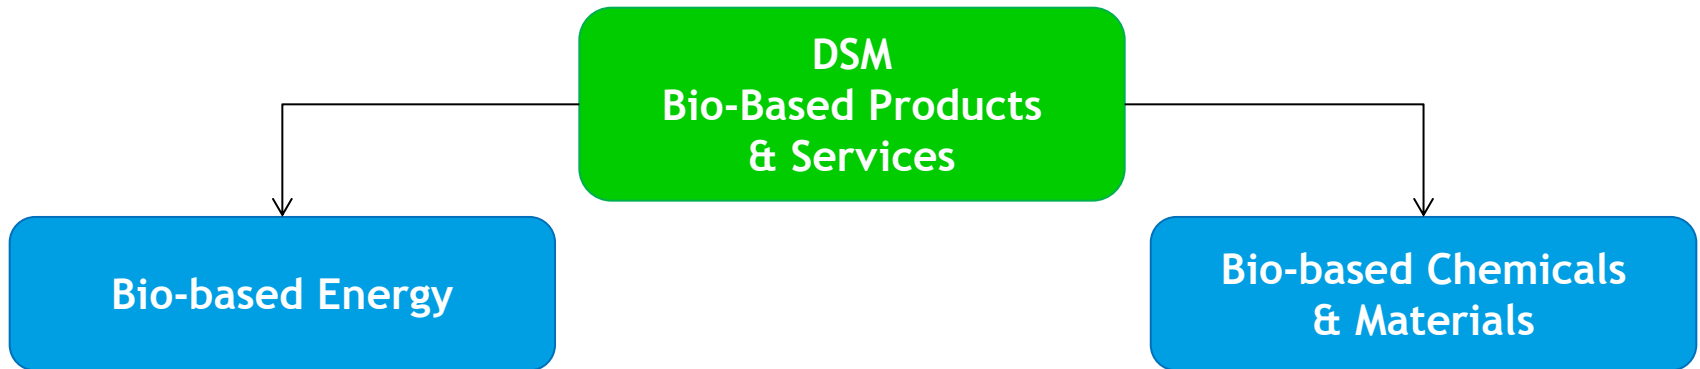 DSM
Bio-Based Products
& Services
Bio-based Energy
Bio-based Chemicals
& Materials